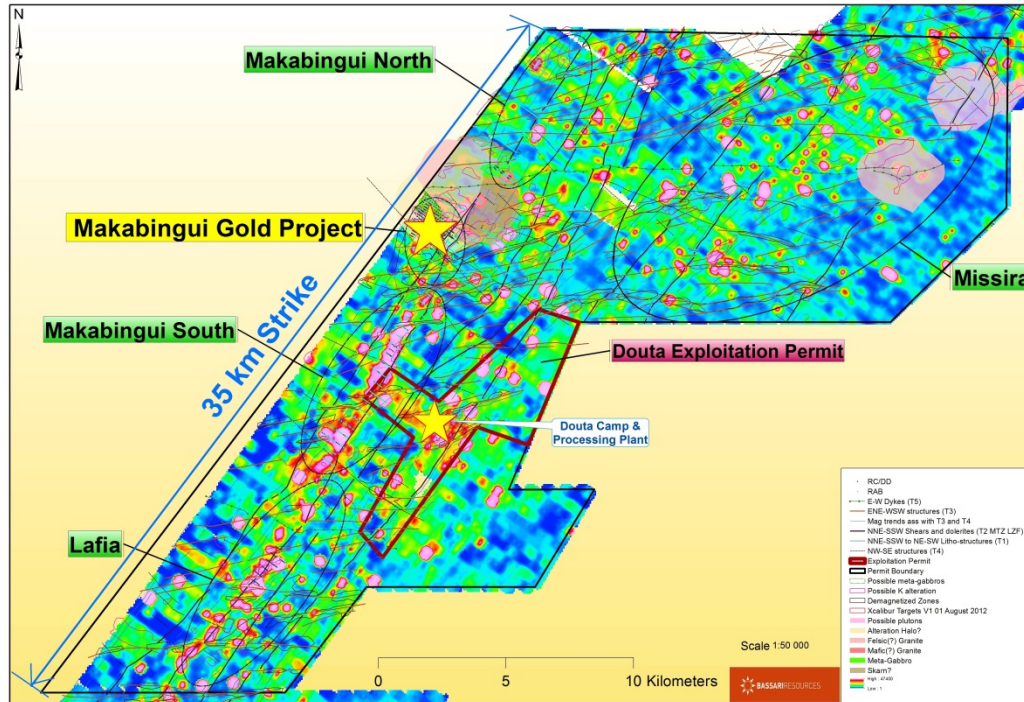 N
Makabingui North
Makabingui Gold Project
Missira
Makabingui South
35 km Strike
Douta Exploitation Permit
Douta Camp &
Processing Plant
Lafia
RC/DD
RAB
E-W Dykes (T5)
ENE-WSW structures (T3)
Mag trends ass with T3 and T4
NNE-SSW Shears and dolerites (T2 MTZ LZF)
NNE-SSW to NE-SW Litho-structures (T1)
NW-SE structures (T4)
Exploitation Permit
Permit Boundary
Possible meta-gabbros
Possible K alteration
Demagnetized Zones
Xcalibur Targets V1 01 August 2012
Possible plutons
Alteration Halo?
Felsic(?) Granite
Mafic(?) Granite
Meta-Gabbro
Skarn?
High : 47400
Low : 1
Scale 1:50 000
0 5 10 Kilometers
BASSARI RESOURCES